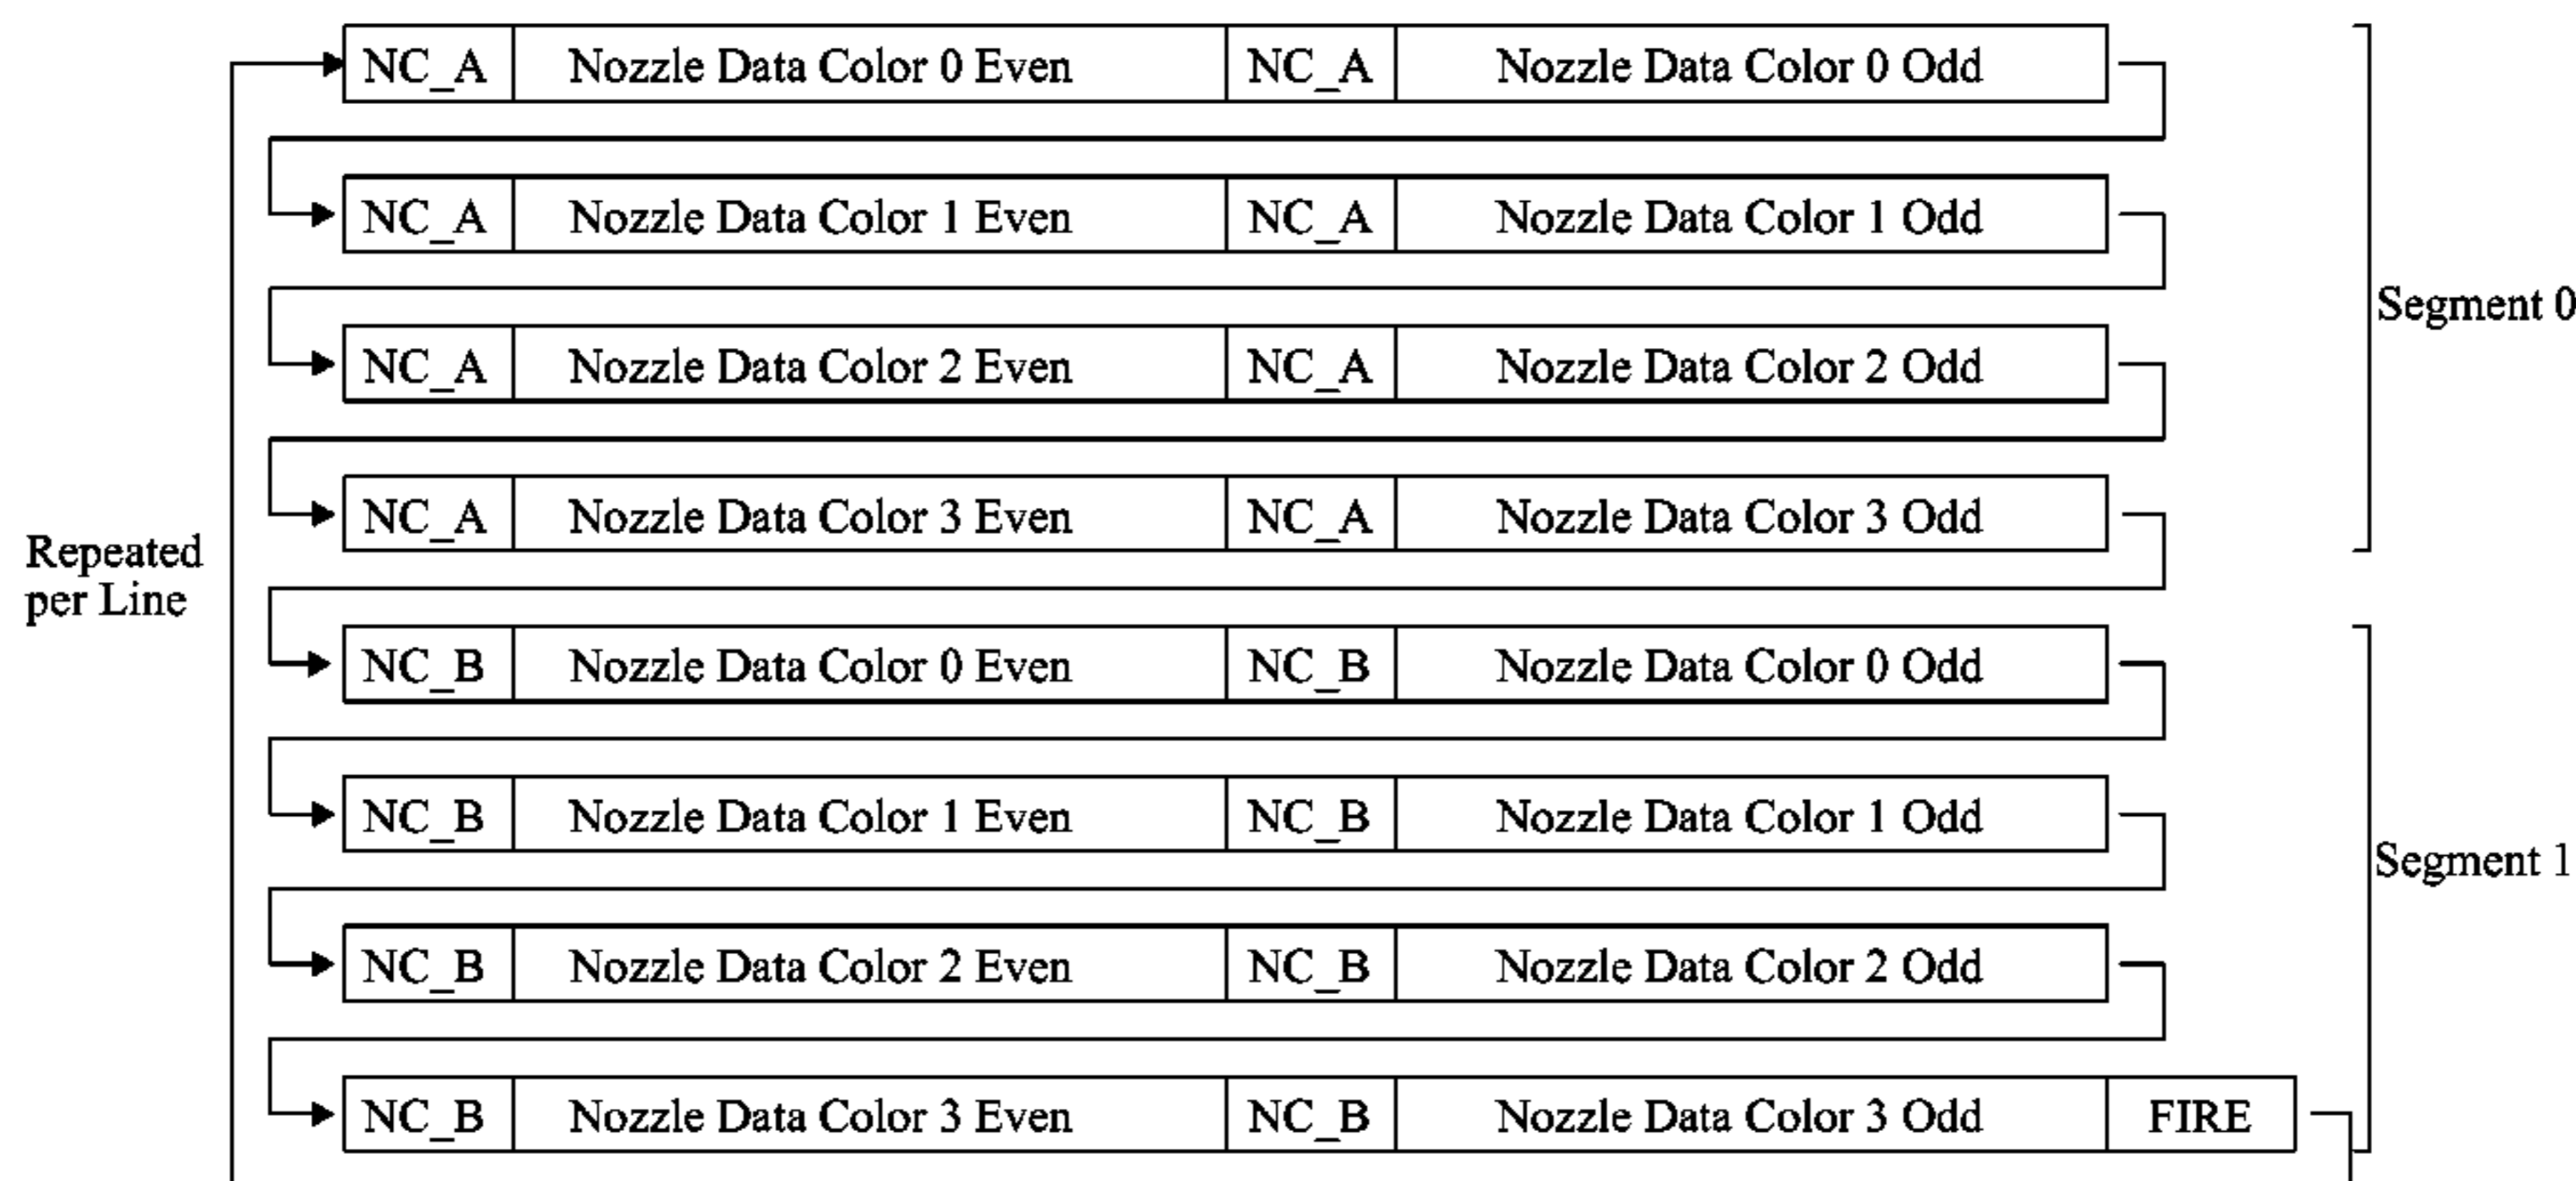 NC_A Nozzle Data Color 0 Even NC_A Nozzle Data Color 0 Odd
NC_A Nozzle Data Color 1 Even NC_A Nozzle Data Color 1 Odd
Segment 0
NC_A Nozzle Data Color 2 Even NC_A Nozzle Data Color 2 Odd
NC_A Nozzle Data Color 3 Even NC_A Nozzle Data Color 3 Odd
Repeated
per Line
NC_B Nozzle Data Color 0 Even NC_B Nozzle Data Color 0 Odd
NC_B Nozzle Data Color 1 Even NC_B Nozzle Data Color 1 Odd
Segment 1
NC_B Nozzle Data Color 2 Even NC_B Nozzle Data Color 2 Odd
NC_B Nozzle Data Color 3 Even NC_B Nozzle Data Color 3 Odd FIRE